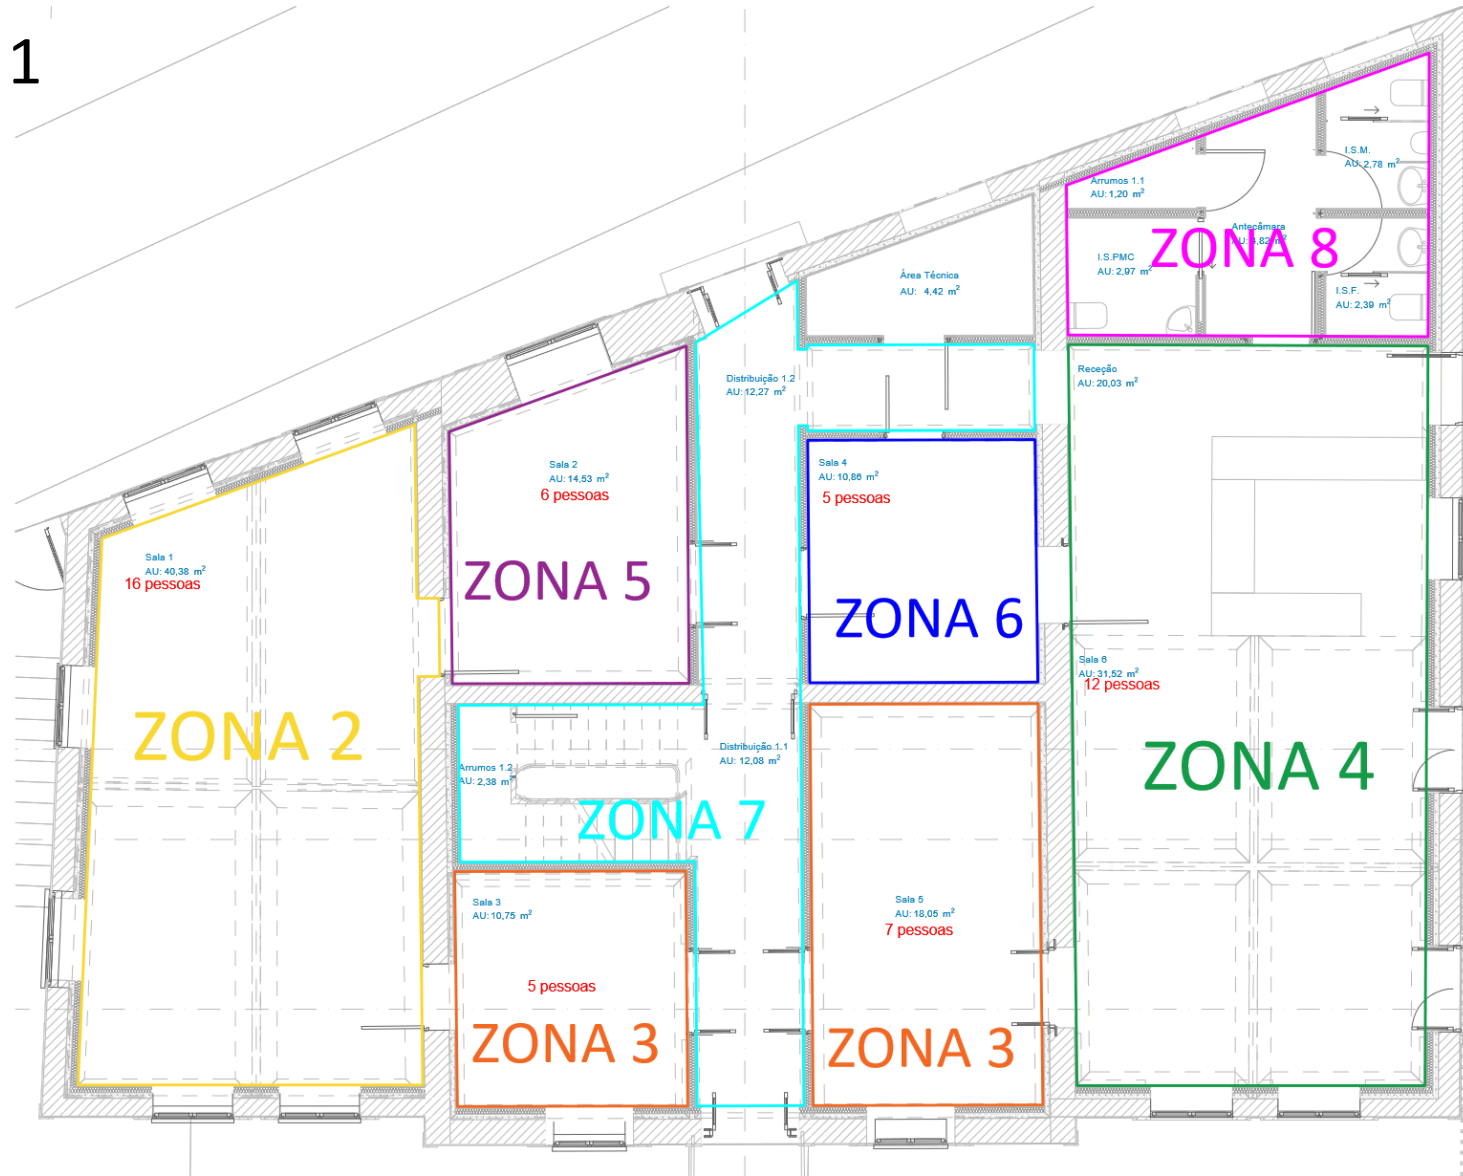 1
I.S.M.
AU: 2,78 m²
Arrumos 1.1
AU: 1,20 m²
Antecâmara
AU: 4,82 m²
ZONA 8
I.S.PMC
AU: 2,97 m²
I.S.F.
AU: 2,39 m²
Área Técnica
AU: 4,42 m²
Distribuição 1.2
AU: 12,27 m²
Receção
AU: 20,03 m²
Sala 2
AU: 14,53 m²
6 pessoas
Sala 4
AU: 10,86 m²
5 pessoas
Sala 1
AU: 40,38 m²
16 pessoas
ZONA 5
ZONA 6
Sala 6
AU: 31,52 m²
12 pessoas
ZONA 2
Distribuição 1.1
AU: 12,08 m²
Arrumos 1.2
AU: 2,38 m²
ZONA 4
ZONA 7
Sala 3
AU: 10,75 m²
Sala 5
AU: 18,05 m²
7 pessoas
5 pessoas
ZONA 3
ZONA 3